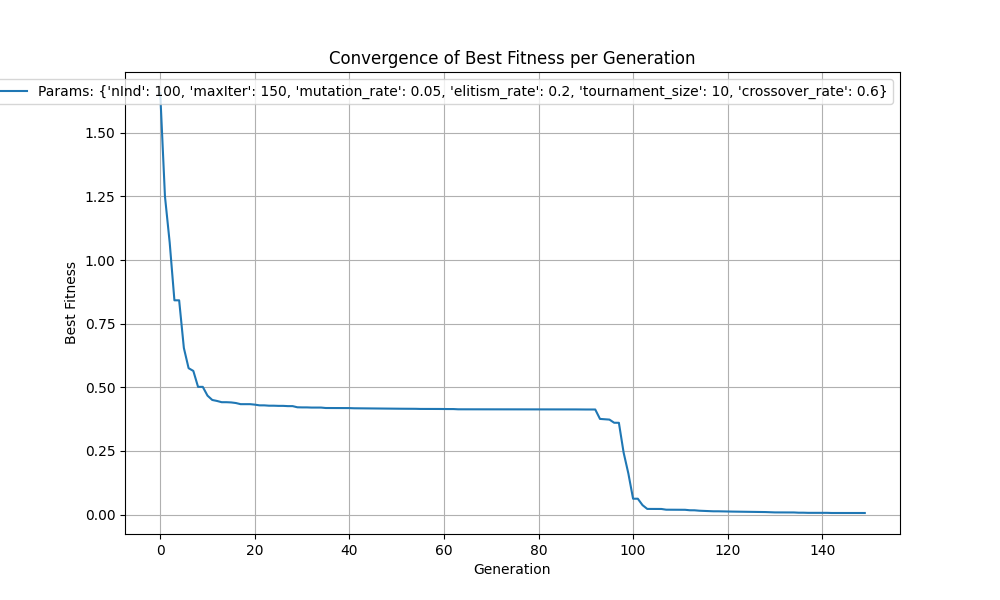 Convergence of Best Fitness per Generation
Params: {'nInd': 100, 'maxIter': 150, 'mutation_rate': 0.05, 'elitism_rate': 0.2, 'tournament_size': 10, 'crossover_rate': 0.6}
1.50
1.25
1.00
0.75
0.50
0.25
0.00
Best Fitness
0 20 40 60 80 100 120 140
Generation